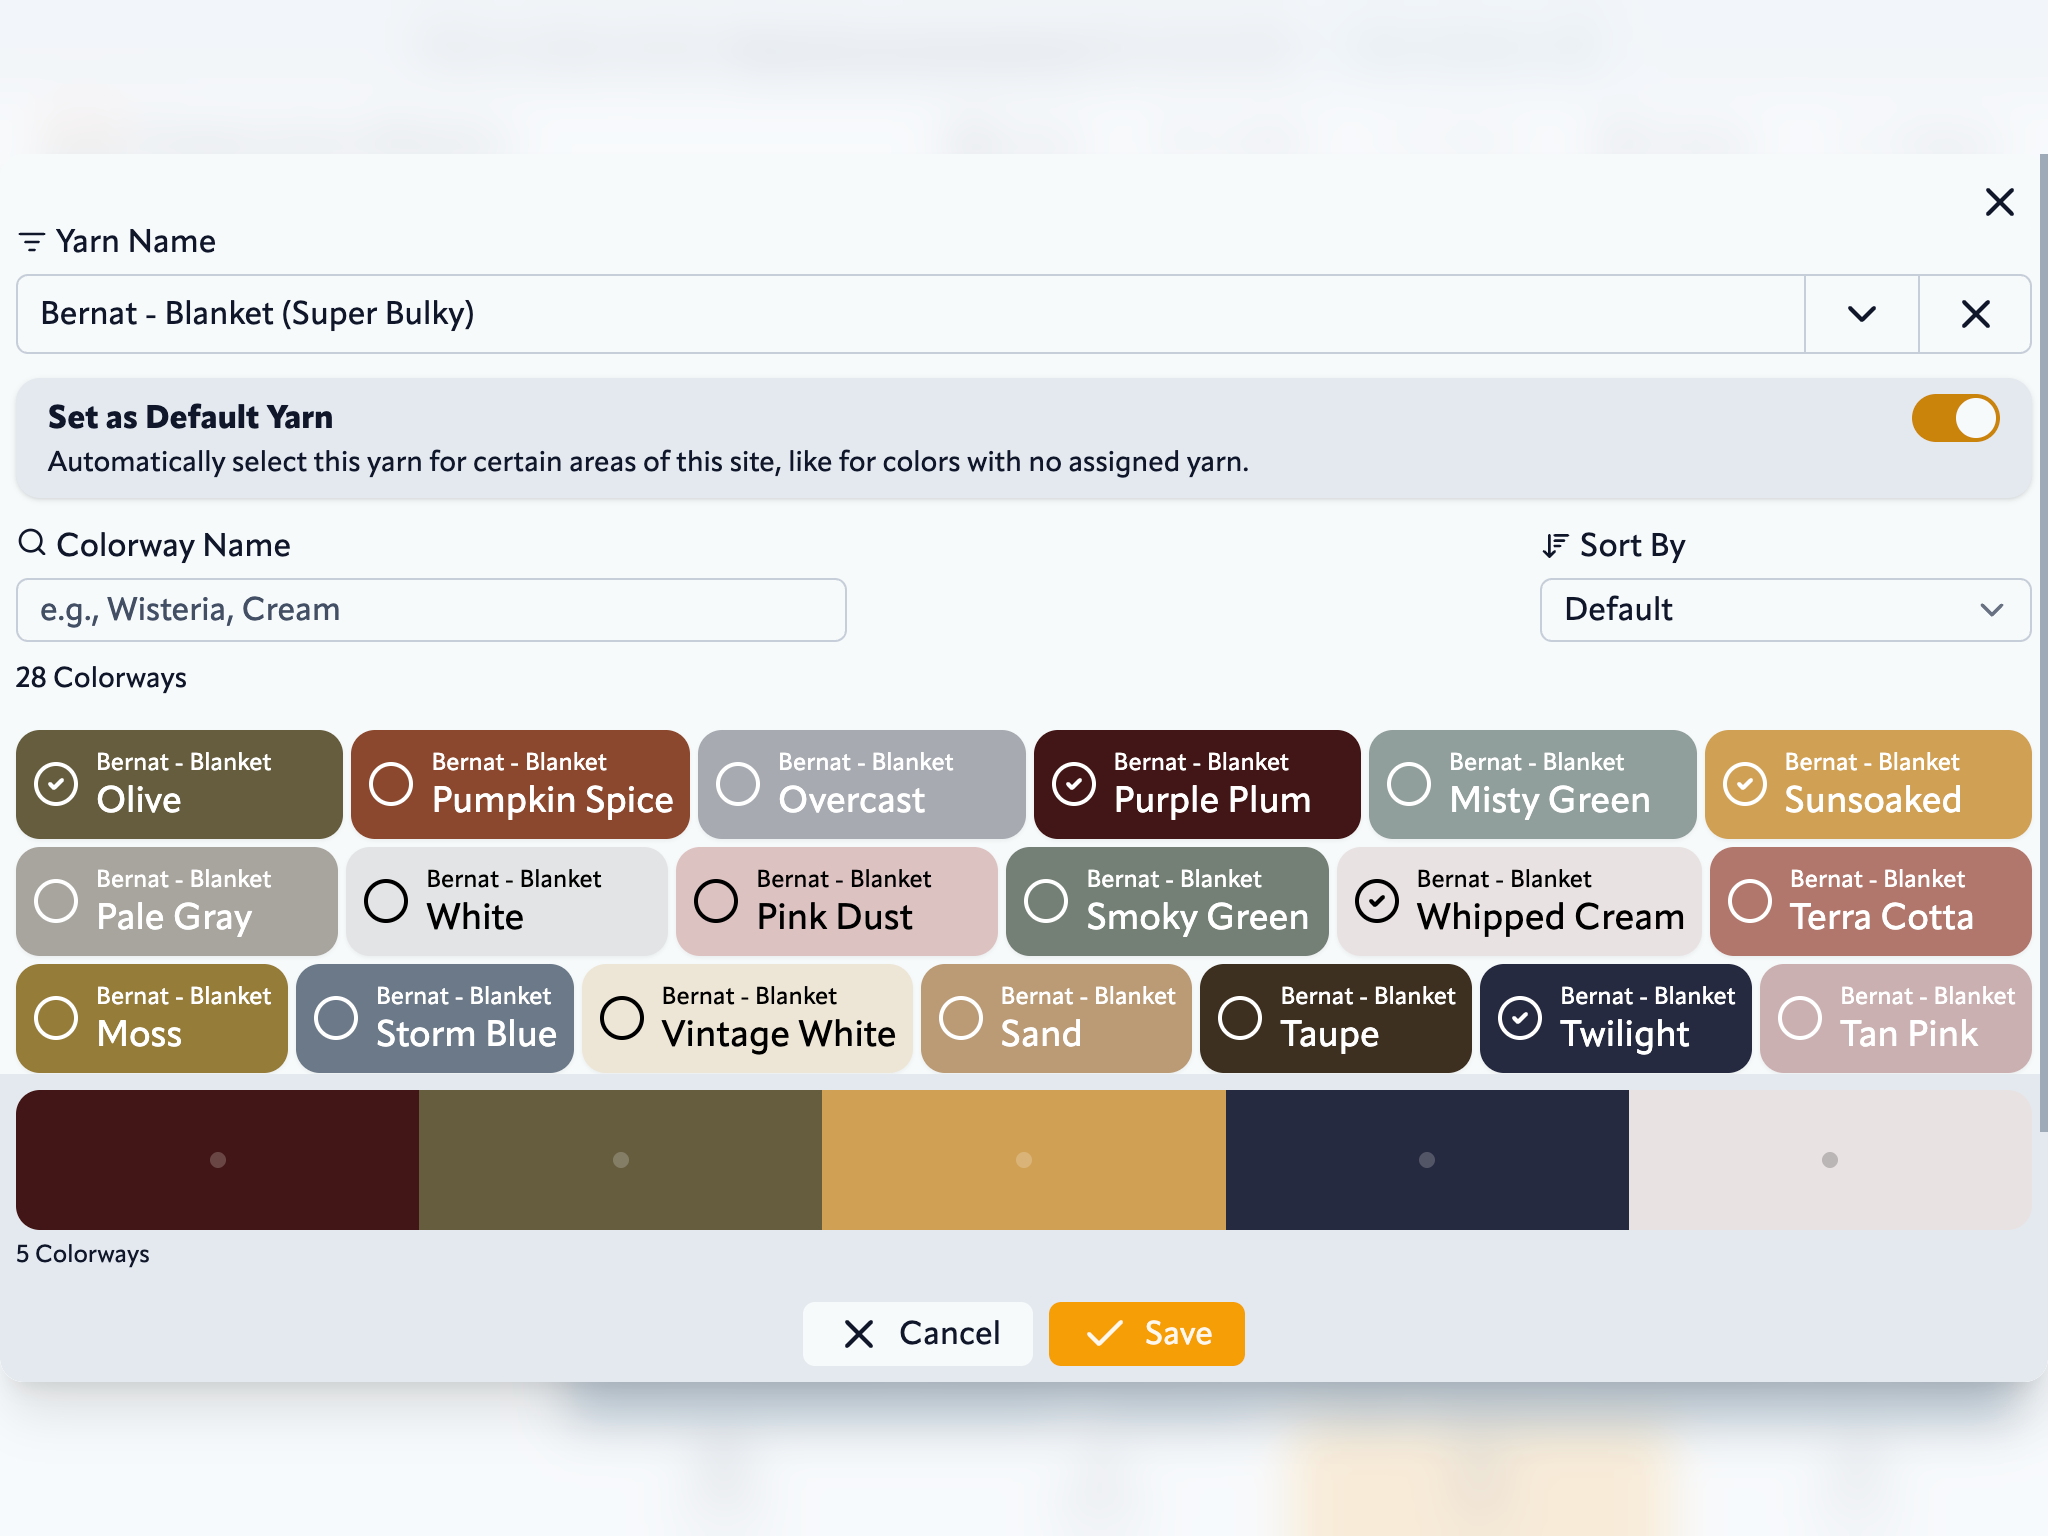 Yarn Name
Bernat - Blanket (Super Bulky)
Set as Default Yarn
Automatically select this yarn for certain areas of this site, like for colors with no assigned yarn.
Colorway Name
Sort By
e.g., Wisteria, Cream
Default
28 Colorways
Bernat - Blanket
Olive
Bernat - Blanket
Pumpkin Spice
Bernat - Blanket
Overcast
Bernat - Blanket
Purple Plum
Bernat - Blanket
Misty Green
Bernat - Blanket
Sunsoaked
Bernat - Blanket
Pale Gray
Bernat - Blanket
White
Bernat - Blanket
Pink Dust
Bernat - Blanket
Smoky Green
Bernat - Blanket
Whipped Cream
Bernat - Blanket
Terra Cotta
Bernat - Blanket
Moss
Bernat - Blanket
Storm Blue
Bernat - Blanket
Vintage White
Bernat - Blanket
Sand
Bernat - Blanket
Taupe
Bernat - Blanket
Twilight
Bernat - Blanket
Tan Pink
5 Colorways
Cancel
Save